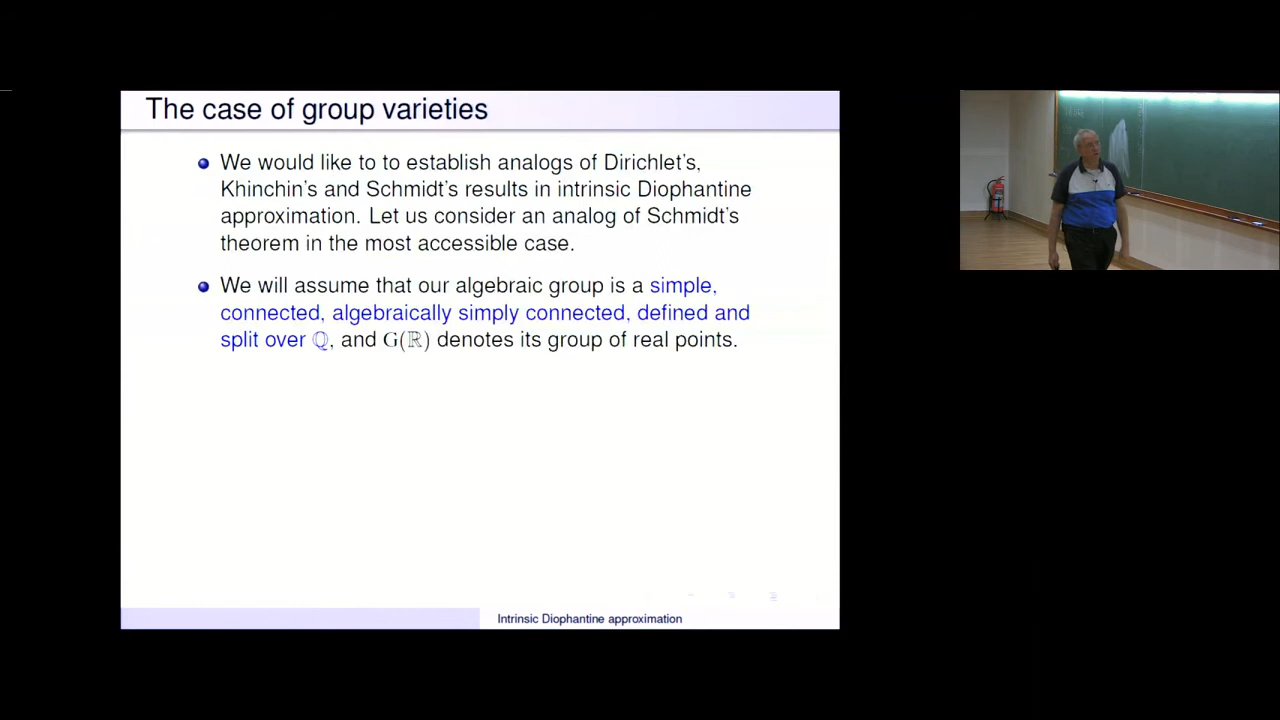 The case of group varieties
We would like to to establish analogs of Dirichlet's,
Khinchin's and Schmidt's results in intrinsic Diophantine
approximation. Let us consider an analog of Schmidt's
theorem in the most accessible case.
We will assume that our algebraic group is a simple,
connected, algebraically simply connected, defined and
split over ℚ, and G(ℝ) denotes its group of real points.
Intrinsic Diophantine approximation